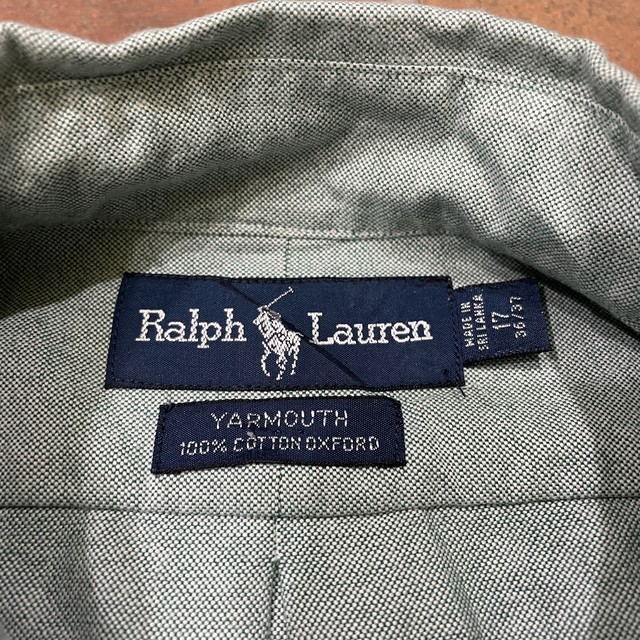 Ralph Lauren
MADE IN
SRI LANKA
17
36/37
YARMOUTH
100% COTTON OXFORD